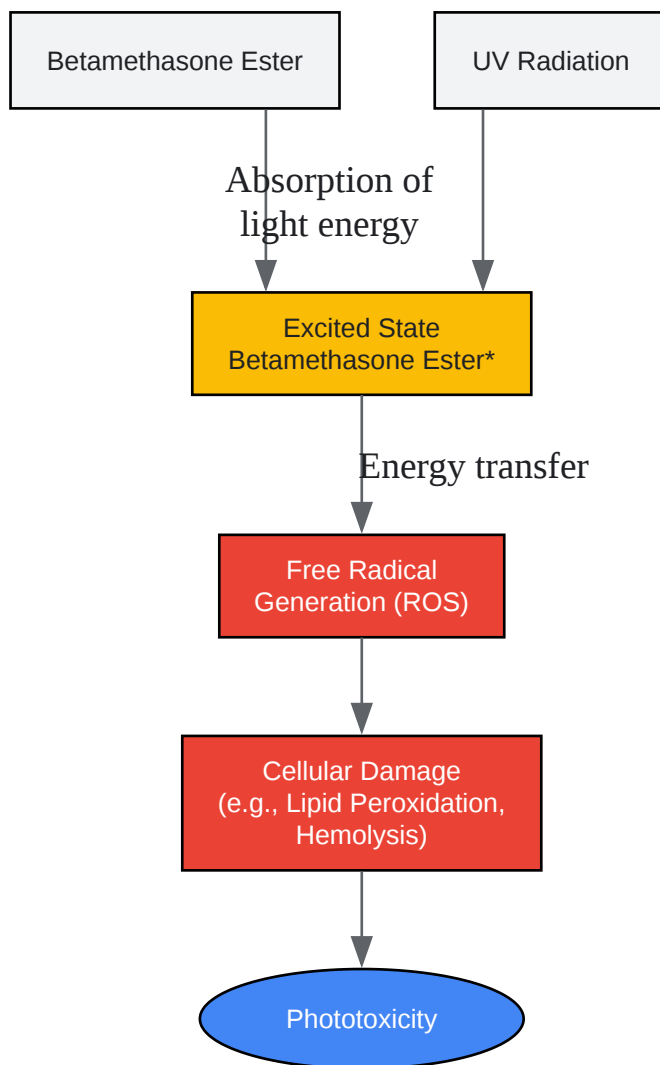 Betamethasone Ester
UV Radiation
Absorption of
light energy
Excited State
Betamethasone Ester*
Energy transfer
Free Radical
Generation (ROS)
Cellular Damage
(e.g., Lipid Peroxidation,
Hemolysis)
Phototoxicity